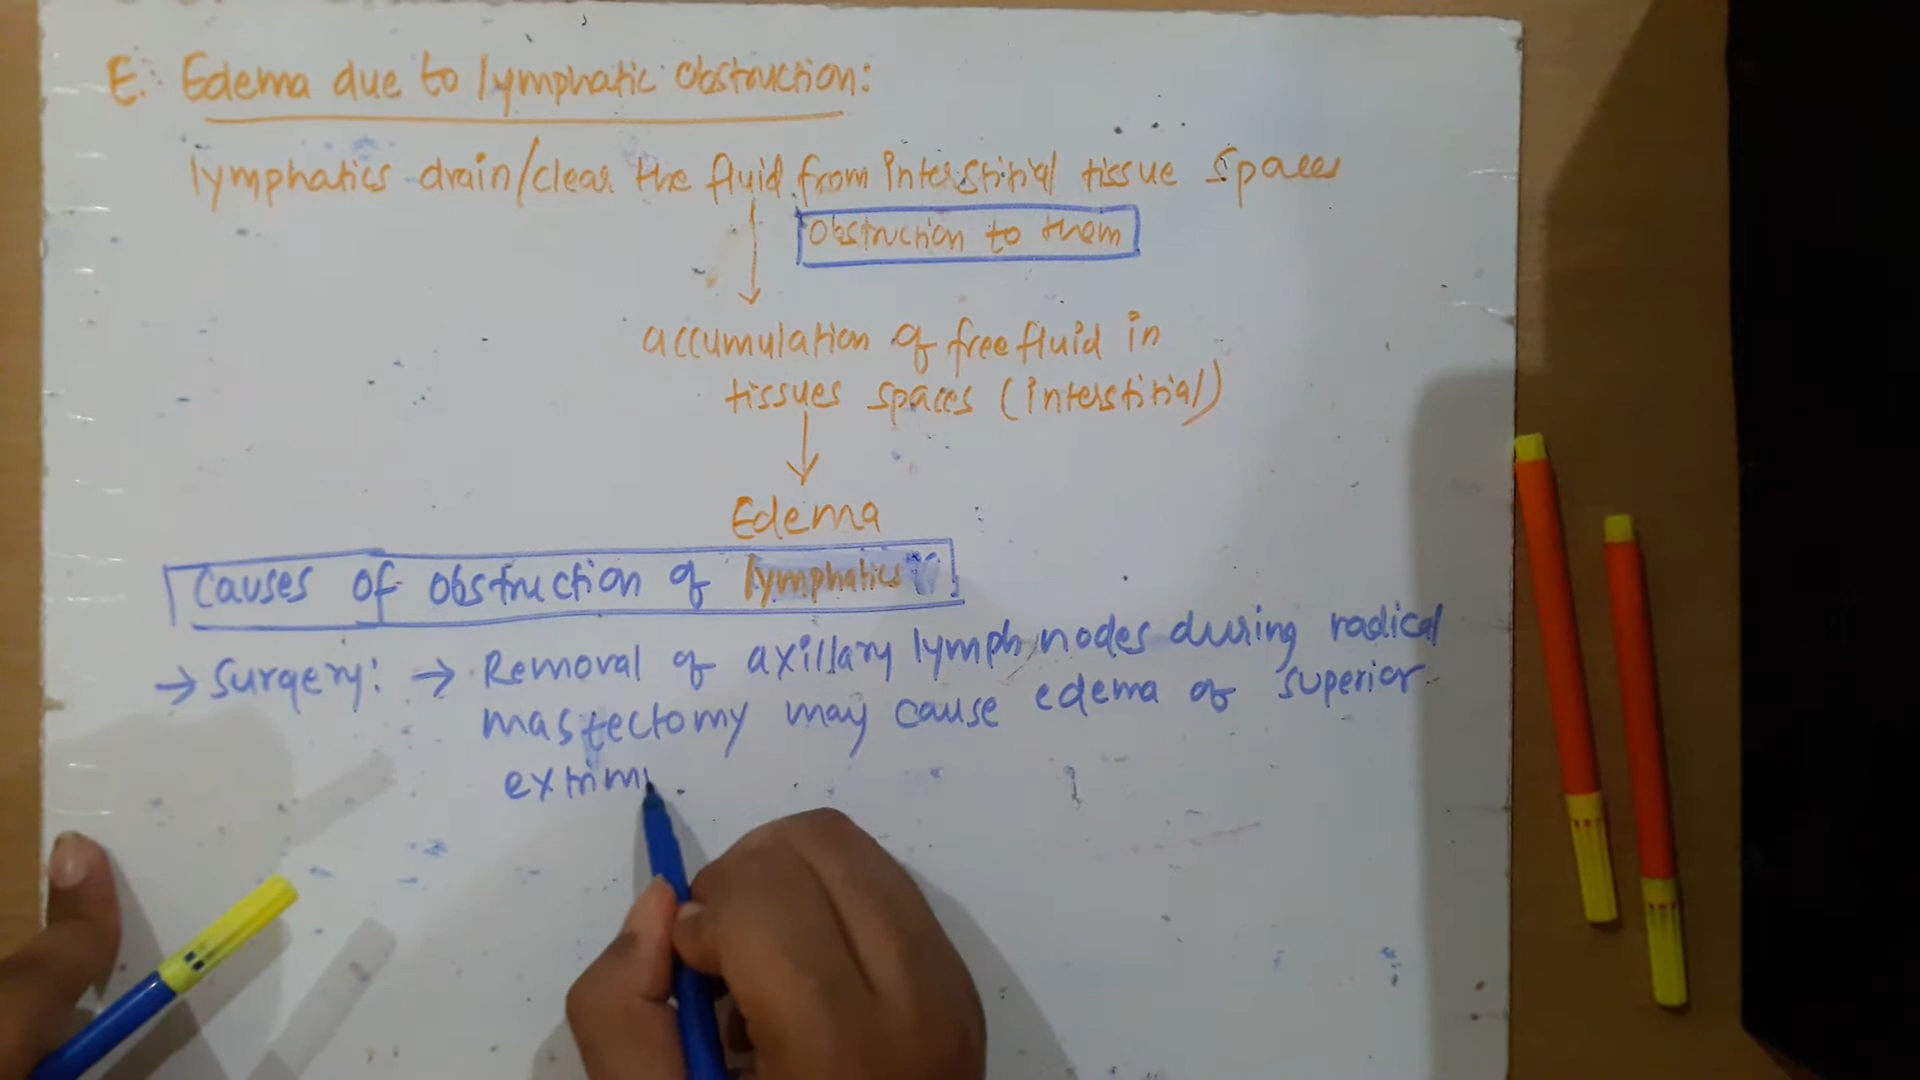 E. Edema due to lymphatic obstruction:
lymphatics drain/clear the fluid from interstitial tissue spaces
obstruction to them
accumulation of free fluid in
tissues spaces (interstitial)
Edema
Causes of obstruction of lymphatics:
→ Surgery: → Removal of axillary lymph nodes during radical
mastectomy may cause edema of superior
extrimi